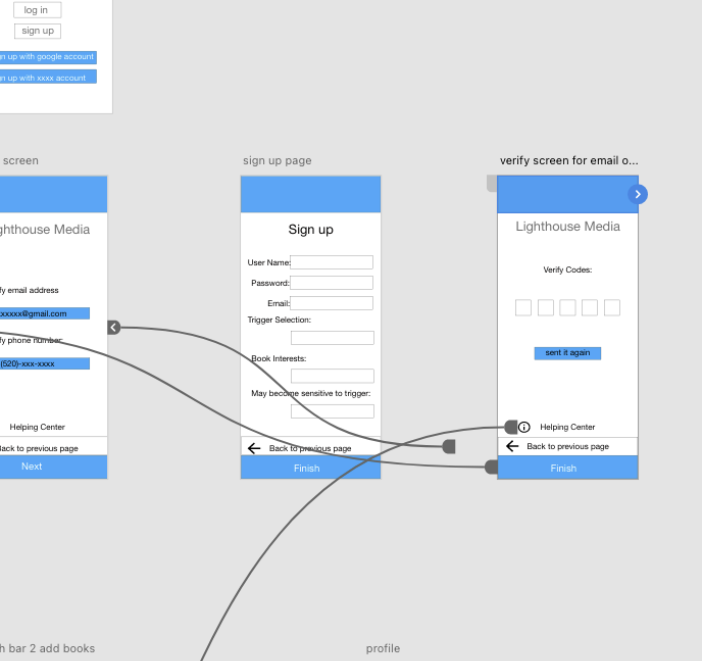 log in
sign up
n up with google account
n up with xxxx account
screen
sign up page
verify screen for email o...
ghthouse Media
fy email address
xxxxx@gmail.com
fy phone number:
(520)-xxx-xxxx
Helping Center
Back to previous page
Next
Sign up
User Name:
Password:
Email:
Trigger Selection:
Book Interests:
May become sensitive to trigger:
Back to previous page
Finish
Lighthouse Media
Verify Codes:
sent it again
Helping Center
Back to previous page
Finish
h bar 2 add books
profile